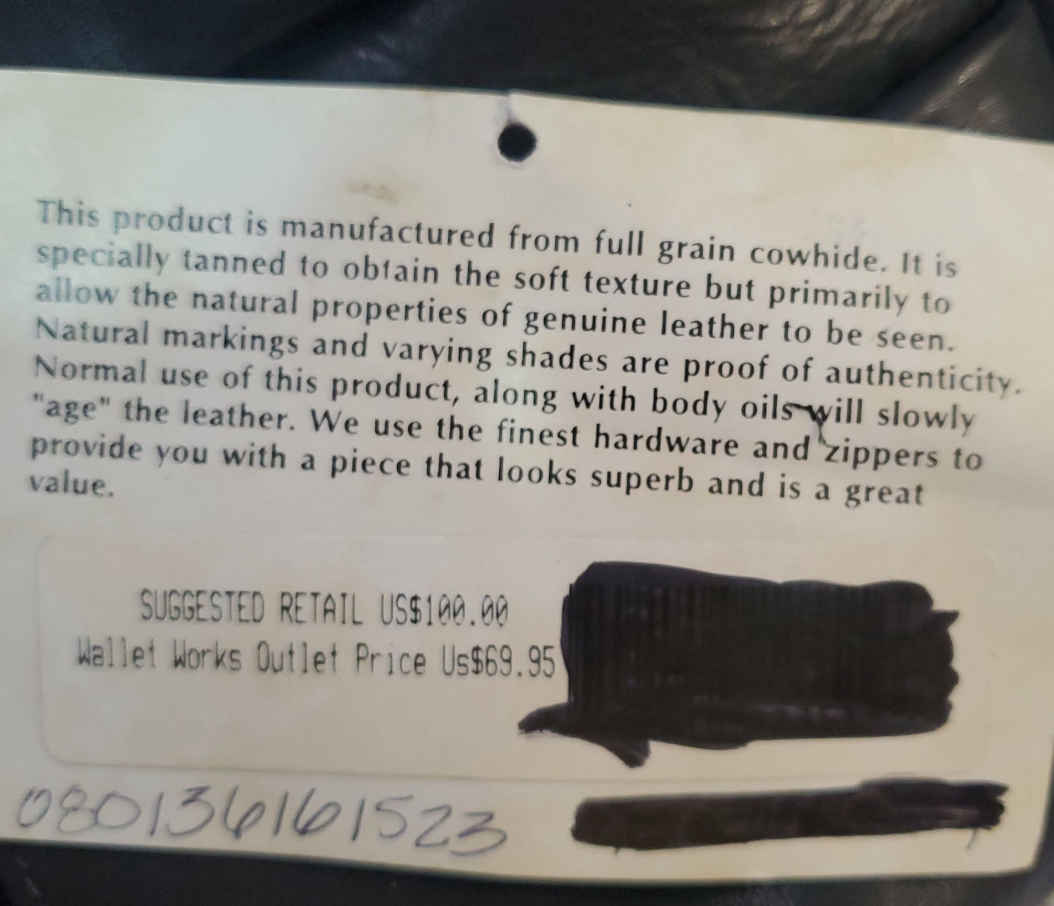 This product is manufactured from full grain cowhide. It is
specially tanned to obtain the soft texture but primarily to
allow the natural properties of genuine leather to be seen.
Natural markings and varying shades are proof of authenticity.
Normal use of this product, along with body oils will slowly
"age" the leather. We use the finest hardware and zippers to
provide you with a piece that looks superb and is a great
value.
SUGGESTED RETAIL US$100.00
Wallet Works Outlet Price Us$69.95
080136161523